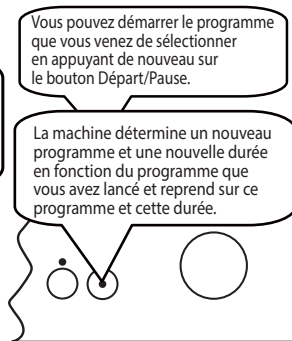 Vous pouvez démarrer le programme
que vous venez de sélectionner
en appuyant de nouveau sur
le bouton Départ/Pause.
La machine détermine un nouveau
programme et une nouvelle durée
en fonction du programme que
vous avez lancé et reprend sur ce
programme et cette durée.